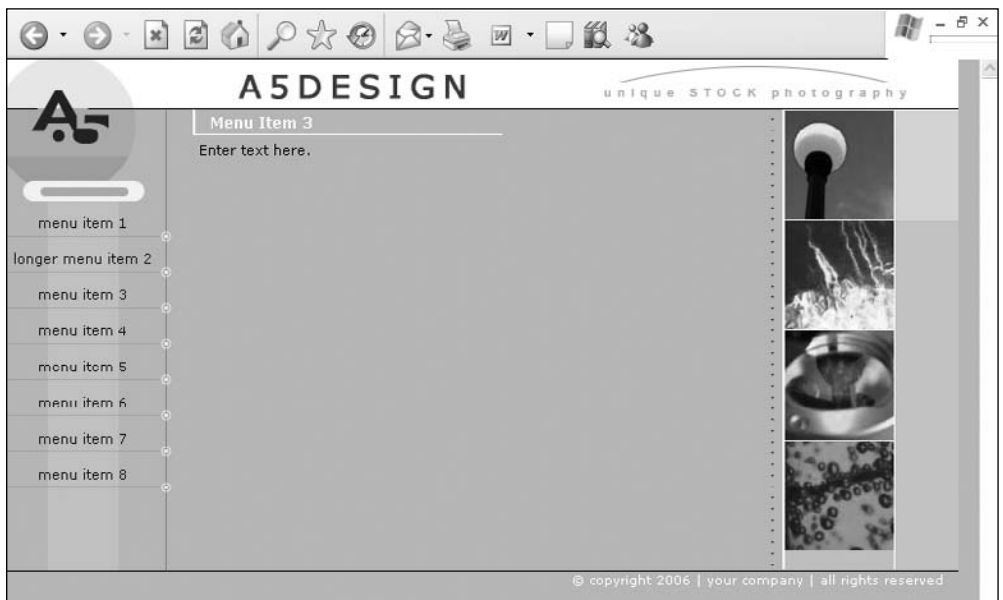 A5DESIGN
unique STOCK photography
A5
Menu Item 3
Enter text here.
menu item 1
longer menu item 2
menu item 3
menu item 4
menu item 5
menu item 6
menu item 7
menu item 8
© copyright 2006 | your company | all rights reserved